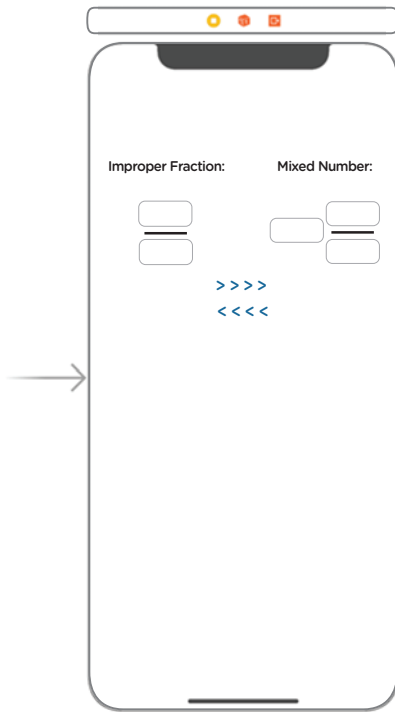 Improper Fraction:
Mixed Number:
> > > >
< < < <